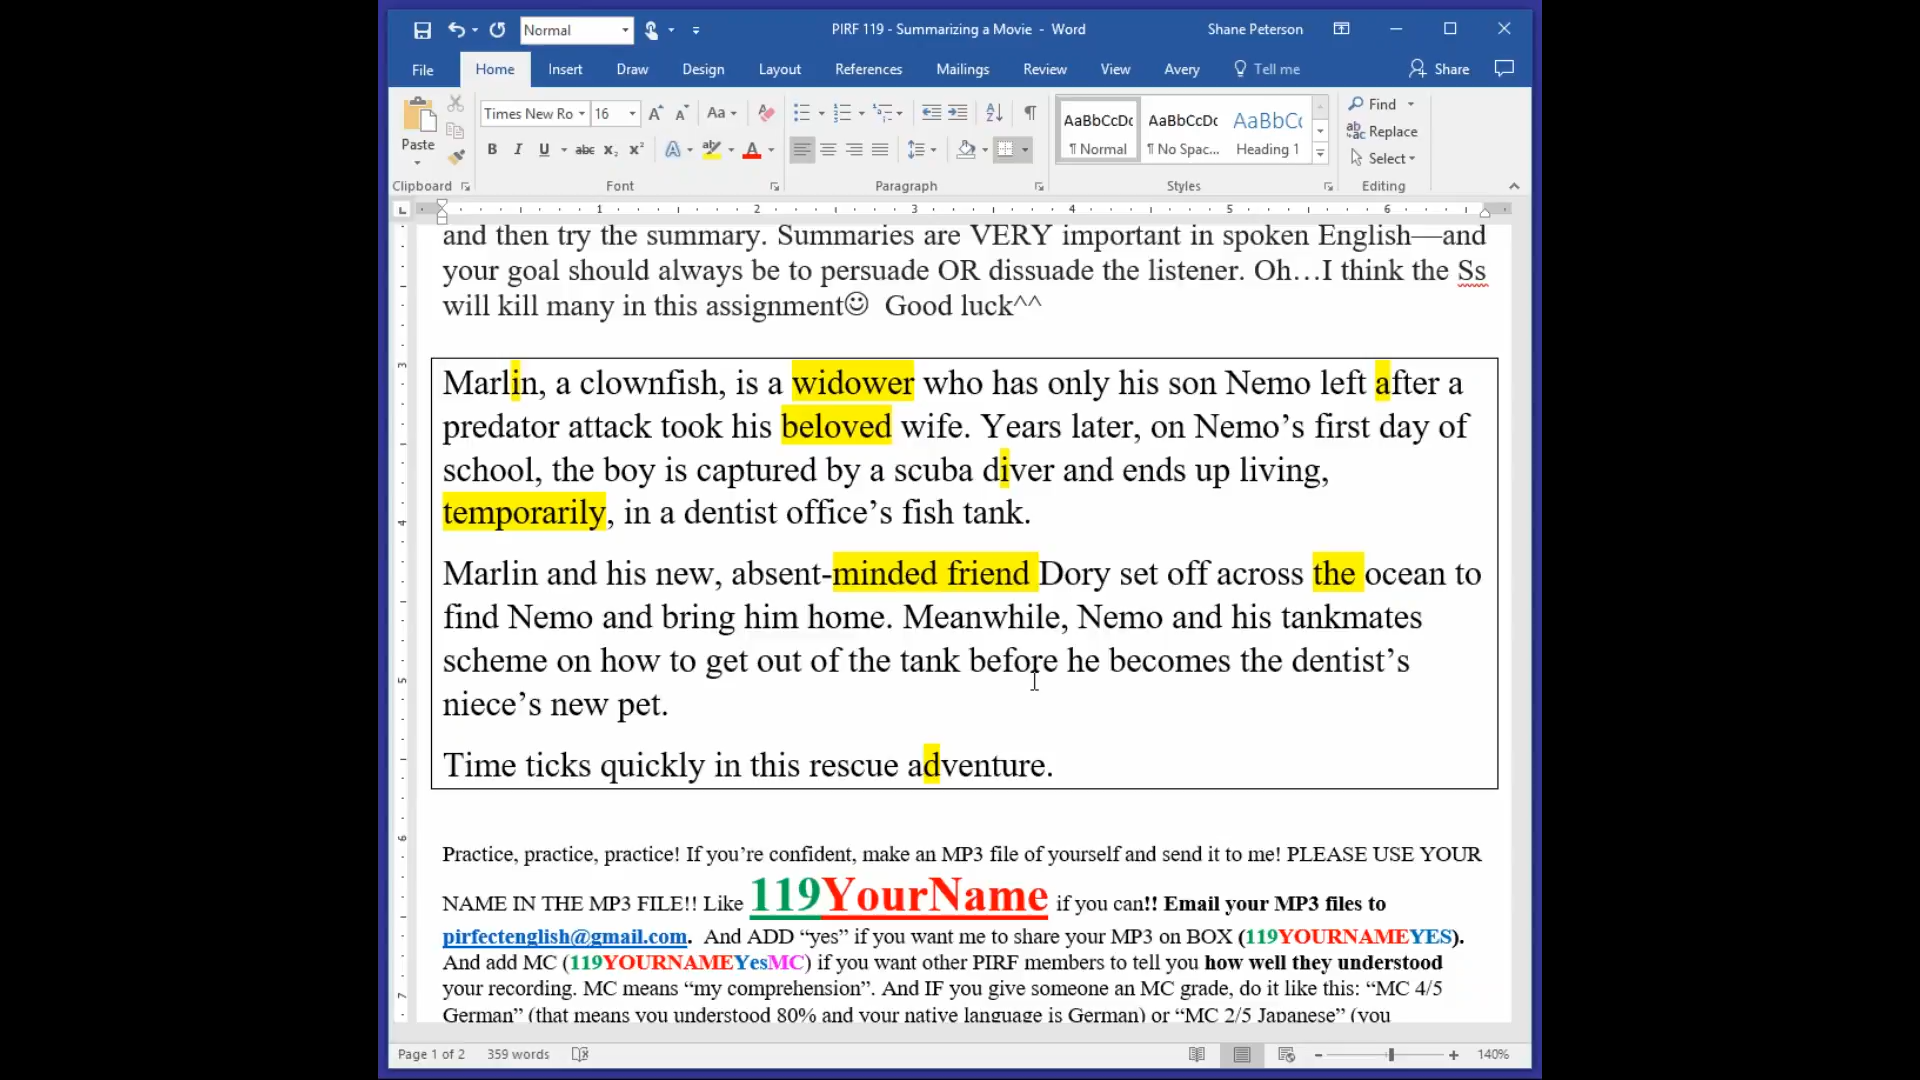 Normal
PIRF 119 - Summarizing a Movie - Word
Shane Peterson
File Home Insert Draw Design Layout References Mailings Review View Avery Tell me Share
Paste
Times New Ro 16 Aa
B I U abc X₂ X²
AaBbCcDc AaBbCcDc AaBbCc
¶ Normal ¶ No Spac... Heading 1
Find
Replace
Select
Clipboard Font Paragraph Styles Editing
1 2 3 4 5 6
and then try the summary. Summaries are VERY important in spoken English—and
your goal should always be to persuade OR dissuade the listener. Oh…I think the Ss
will kill many in this assignment☺ Good luck^^
Marlin, a clownfish, is a widower who has only his son Nemo left after a
predator attack took his beloved wife. Years later, on Nemo’s first day of
school, the boy is captured by a scuba diver and ends up living,
temporarily, in a dentist office’s fish tank.
Marlin and his new, absent-minded friend Dory set off across the ocean to
find Nemo and bring him home. Meanwhile, Nemo and his tankmates
scheme on how to get out of the tank before he becomes the dentist’s
niece’s new pet.
Time ticks quickly in this rescue adventure.
Practice, practice, practice! If you’re confident, make an MP3 file of yourself and send it to me! PLEASE USE YOUR
NAME IN THE MP3 FILE!! Like 119YourName if you can!! Email your MP3 files to
pirfectenglish@gmail.com. And ADD “yes” if you want me to share your MP3 on BOX (119YOURNAMEYES).
And add MC (119YOURNAMEYesMC) if you want other PIRF members to tell you how well they understood
your recording. MC means “my comprehension”. And IF you give someone an MC grade, do it like this: “MC 4/5
German” (that means you understood 80% and your native language is German) or “MC 2/5 Japanese” (you
Page 1 of 2 359 words 140%